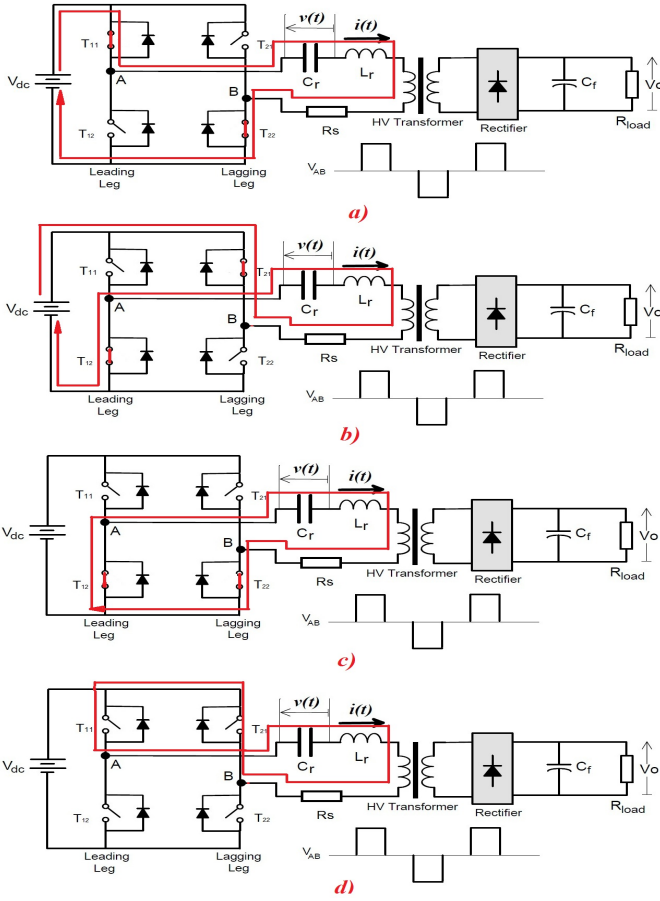 v(t) i(t)
T11 T21
Vdc A Cr Lr Cf Vo
B
T12 T22 Rs HV Transformer Rectifier Rload
Leading Leg Lagging Leg VAB
a)
v(t) i(t)
T11 T21
Vdc A Cr Lr Cf Vo
B
T12 T22 Rs HV Transformer Rectifier Rload
Leading Leg Lagging Leg VAB
b)
v(t) i(t)
T11 T21
Vdc A Cr Lr Cf Vo
B
T12 T22 Rs HV Transformer Rectifier Rload
Leading Leg Lagging Leg VAB
c)
v(t) i(t)
T11 T21
Vdc A Cr Lr Cf Vo
B
T12 T22 Rs HV Transformer Rectifier Rload
Leading Leg Lagging Leg VAB
d)